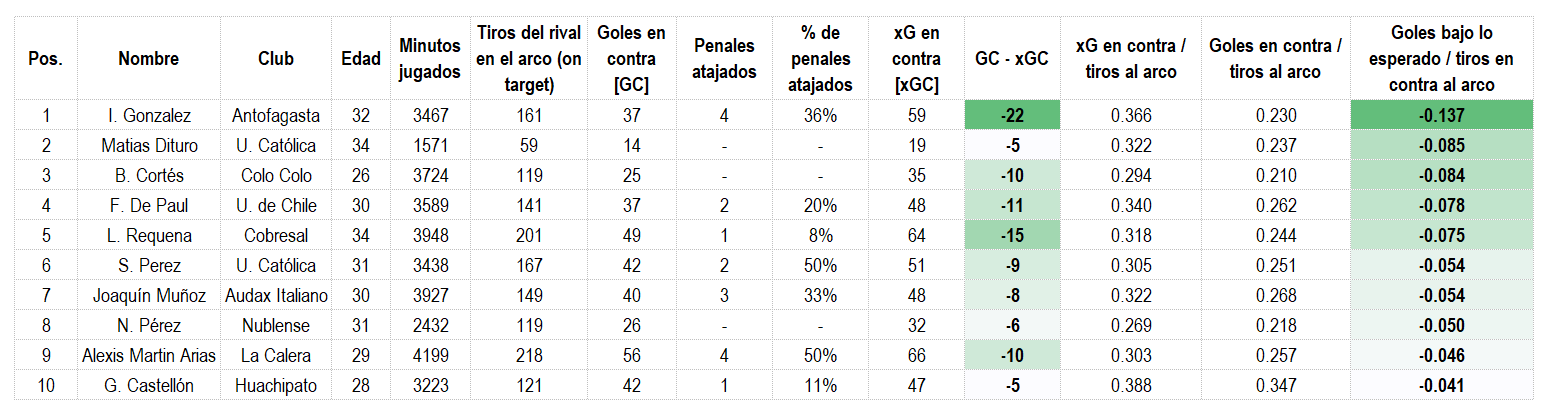 Pos. Nombre Club Edad Minutos jugados Tiros del rival en el arco (on target) Goles en contra [GC] Penales atajados % de penales atajados xG en contra [xGC] GC - xGC xG en contra / tiros al arco Goles en contra / tiros al arco Goles bajo lo esperado / tiros en contra al arco
1 I. Gonzalez Antofagasta 32 3467 161 37 4 36% 59 -22 0.366 0.230 -0.137
2 Matias Dituro U. Católica 34 1571 59 14 - - 19 -5 0.322 0.237 -0.085
3 B. Cortés Colo Colo 26 3724 119 25 - - 35 -10 0.294 0.210 -0.084
4 F. De Paul U. de Chile 30 3589 141 37 2 20% 48 -11 0.340 0.262 -0.078
5 L. Requena Cobresal 34 3948 201 49 1 8% 64 -15 0.318 0.244 -0.075
6 S. Perez U. Católica 31 3438 167 42 2 50% 51 -9 0.305 0.251 -0.054
7 Joaquín Muñoz Audax Italiano 30 3927 149 40 3 33% 48 -8 0.322 0.268 -0.054
8 N. Pérez Nublense 31 2432 119 26 - - 32 -6 0.269 0.218 -0.050
9 Alexis Martin Arias La Calera 29 4199 218 56 4 50% 66 -10 0.303 0.257 -0.046
10 G. Castellón Huachipato 28 3223 121 42 1 11% 47 -5 0.388 0.347 -0.041